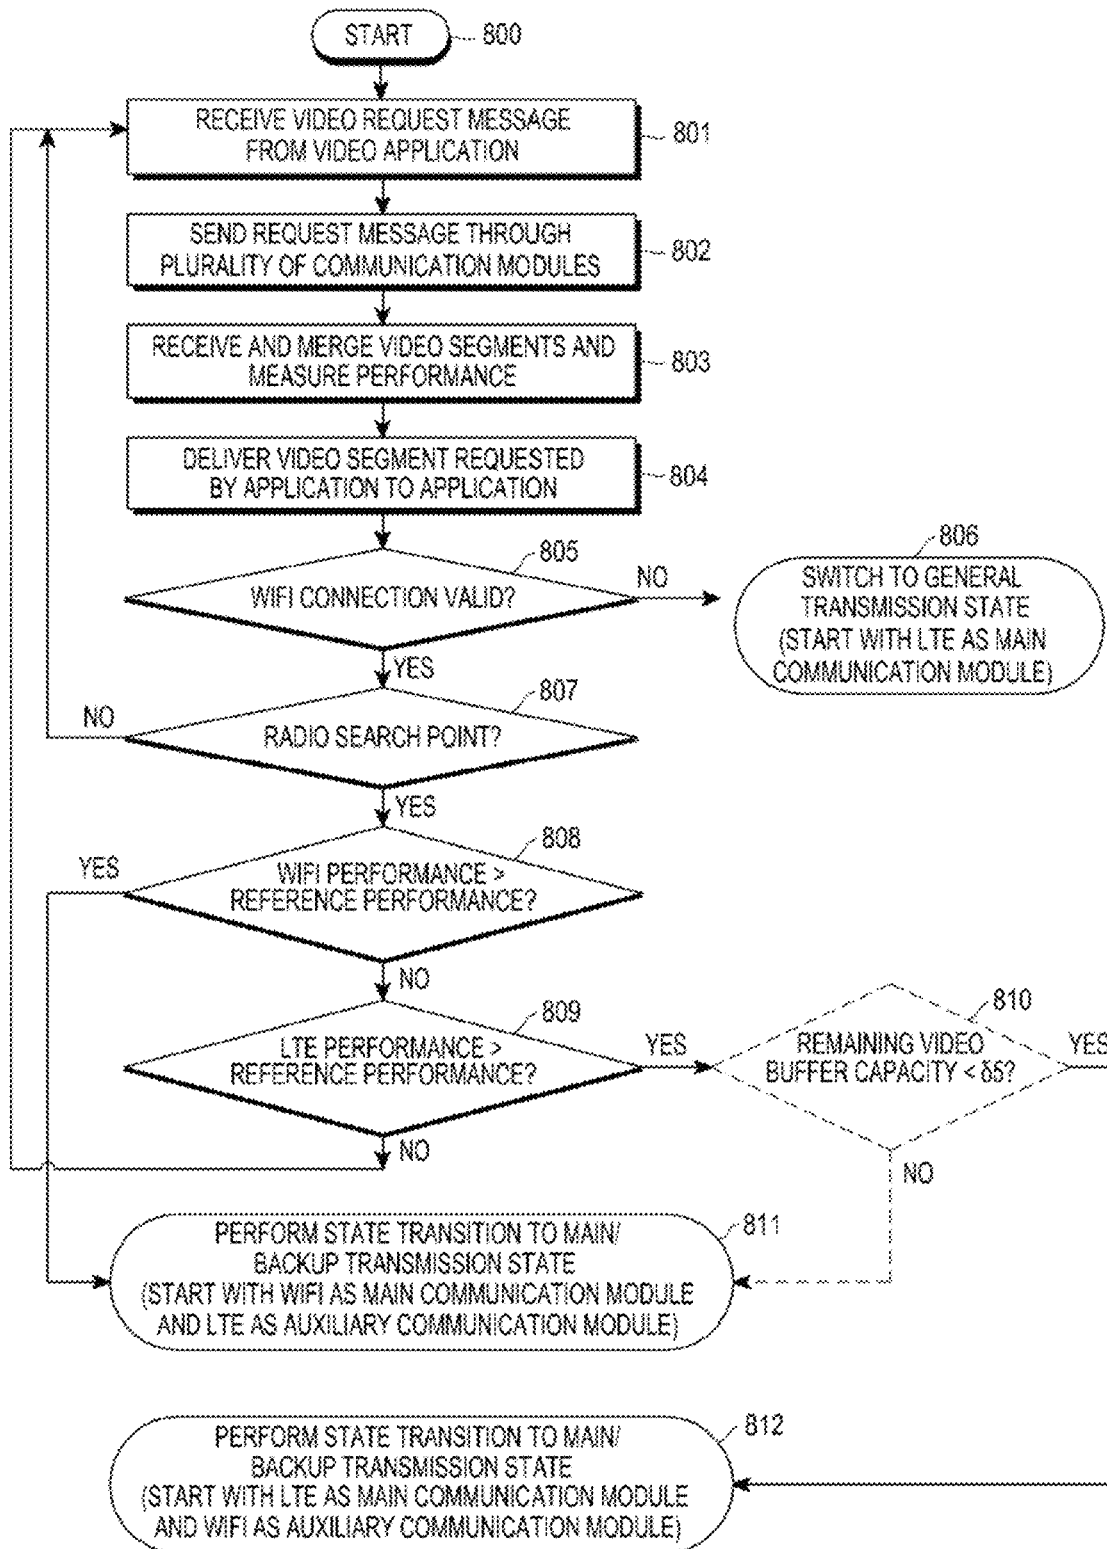 START
800
RECEIVE VIDEO REQUEST MESSAGE
FROM VIDEO APPLICATION
801
SEND REQUEST MESSAGE THROUGH
PLURALITY OF COMMUNICATION MODULES
802
RECEIVE AND MERGE VIDEO SEGMENTS AND
MEASURE PERFORMANCE
803
DELIVER VIDEO SEGMENT REQUESTED
BY APPLICATION TO APPLICATION
804
805
WIFI CONNECTION VALID?
NO
806
SWITCH TO GENERAL
TRANSMISSION STATE
(START WITH LTE AS MAIN
COMMUNICATION MODULE)
YES
807
NO
RADIO SEARCH POINT?
YES
808
YES
WIFI PERFORMANCE >
REFERENCE PERFORMANCE?
NO
809
LTE PERFORMANCE >
REFERENCE PERFORMANCE?
YES
810
REMAINING VIDEO
BUFFER CAPACITY < δ5?
YES
NO
NO
811
PERFORM STATE TRANSITION TO MAIN/
BACKUP TRANSMISSION STATE
(START WITH WIFI AS MAIN COMMUNICATION MODULE
AND LTE AS AUXILIARY COMMUNICATION MODULE)
812
PERFORM STATE TRANSITION TO MAIN/
BACKUP TRANSMISSION STATE
(START WITH LTE AS MAIN COMMUNICATION MODULE
AND WIFI AS AUXILIARY COMMUNICATION MODULE)